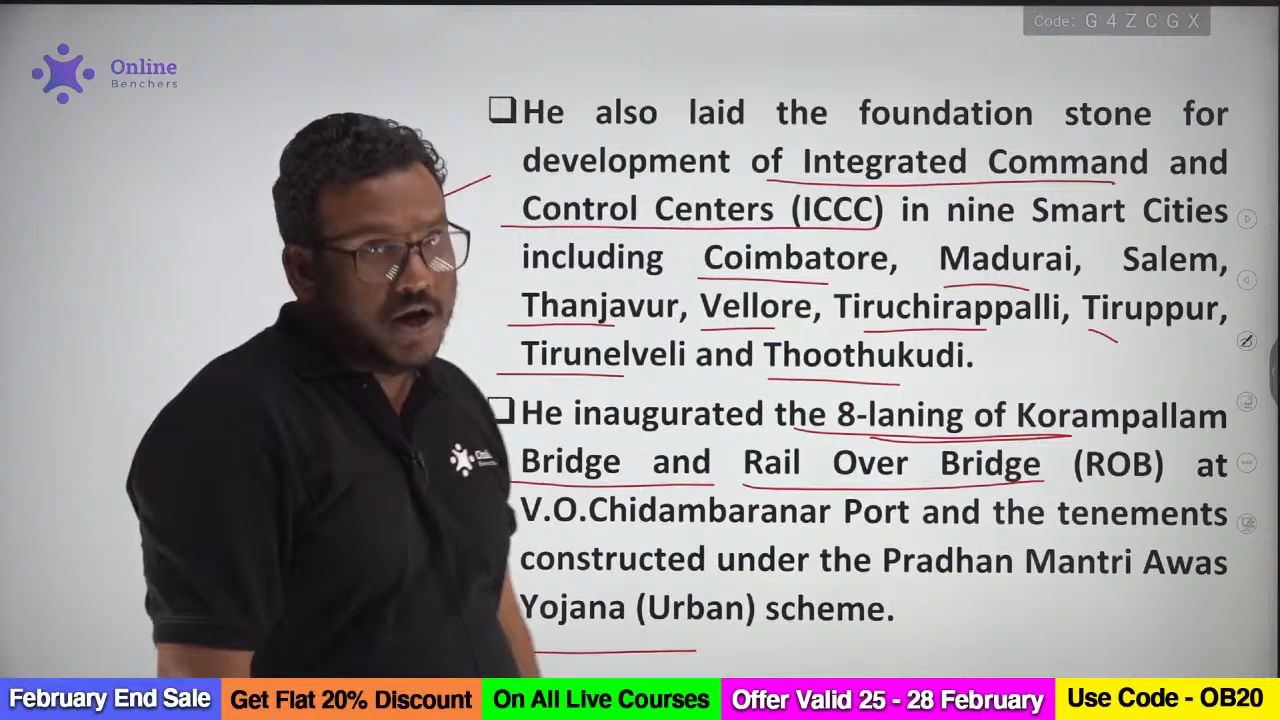 Code: G 4 Z C G X
Online
Benchers
❑He also laid the foundation stone for
development of Integrated Command and
Control Centers (ICCC) in nine Smart Cities
including Coimbatore, Madurai, Salem,
Thanjavur, Vellore, Tiruchirappalli, Tiruppur,
Tirunelveli and Thoothukudi.
❑He inaugurated the 8-laning of Korampallam
Bridge and Rail Over Bridge (ROB) at
V.O.Chidambaranar Port and the tenements
constructed under the Pradhan Mantri Awas
Yojana (Urban) scheme.
Online
February End Sale Get Flat 20% Discount On All Live Courses Offer Valid 25 - 28 February Use Code - OB20